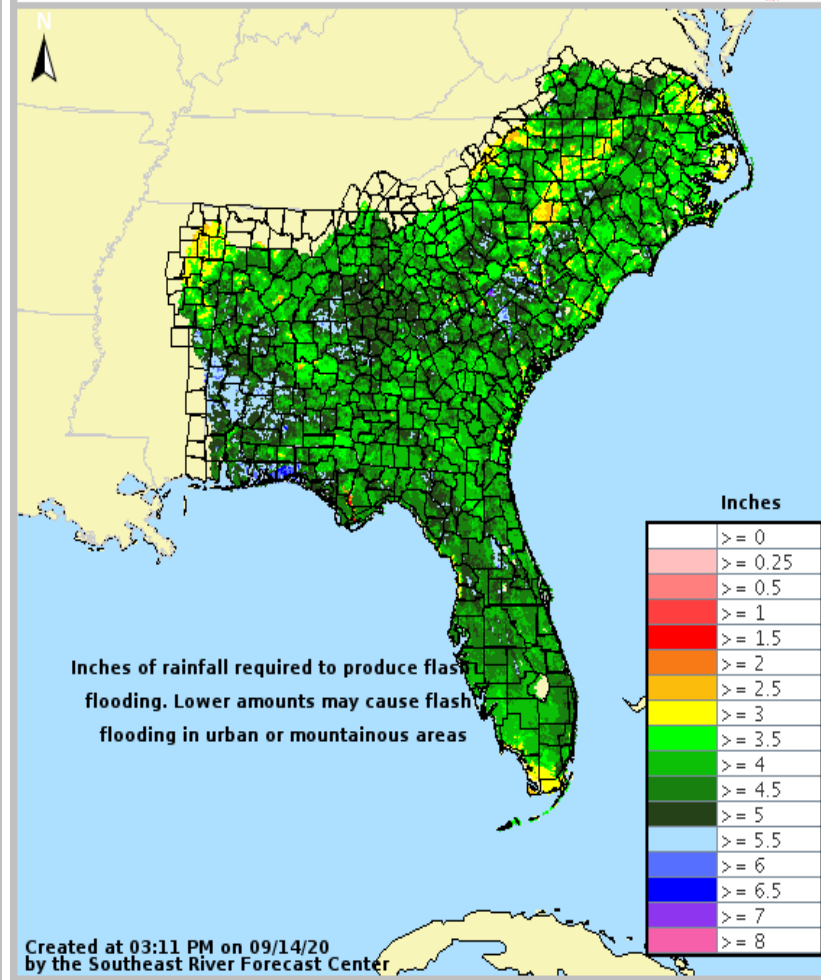 N
Inches of rainfall required to produce flash
flooding. Lower amounts may cause flash
flooding in urban or mountainous areas
Inches
>= 0
>= 0.25
>= 0.5
>= 1
>= 1.5
>= 2
>= 2.5
>= 3
>= 3.5
>= 4
>= 4.5
>= 5
>= 5.5
>= 6
>= 6.5
>= 7
>= 8
Created at 03:11 PM on 09/14/20
by the Southeast River Forecast Center